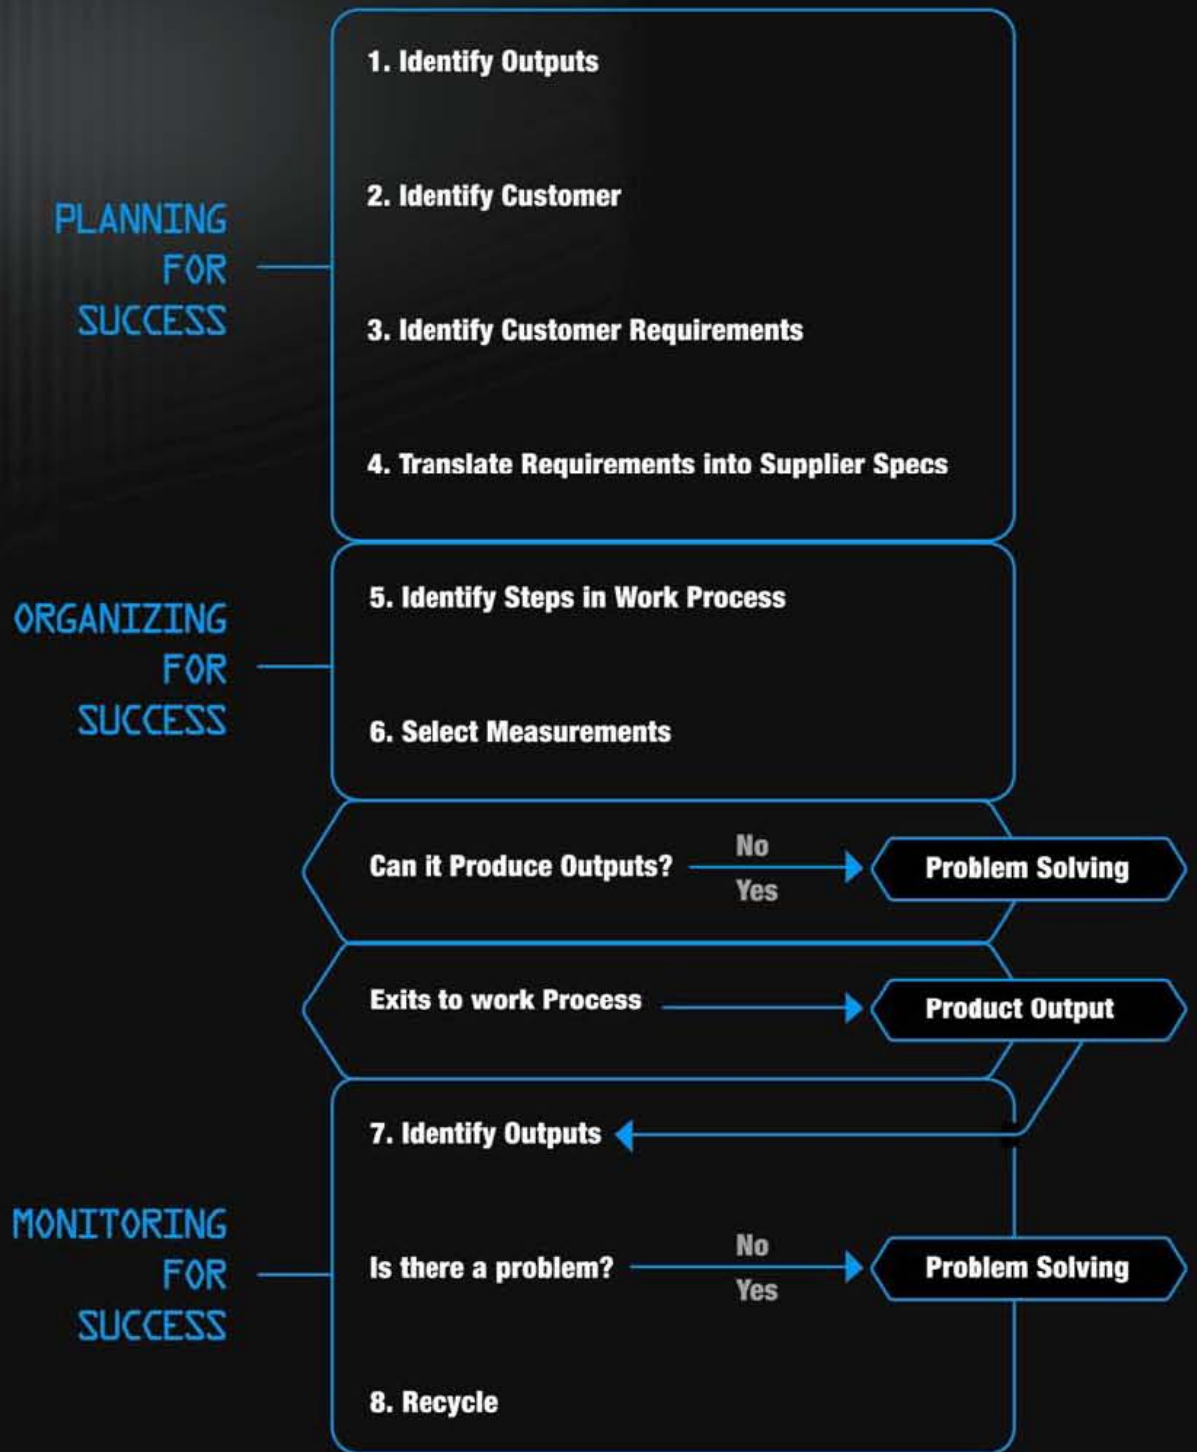 1. Identify Outputs
2. Identify Customer
PLANNING
FOR
SUCCESS
3. Identify Customer Requirements
4. Translate Requirements into Supplier Specs
5. Identify Steps in Work Process
ORGANIZING
FOR
SUCCESS
6. Select Measurements
Can it Produce Outputs?
No
Yes
Problem Solving
Exits to work Process
Product Output
7. Identify Outputs
MONITORING
FOR
SUCCESS
Is there a problem?
No
Yes
Problem Solving
8. Recycle